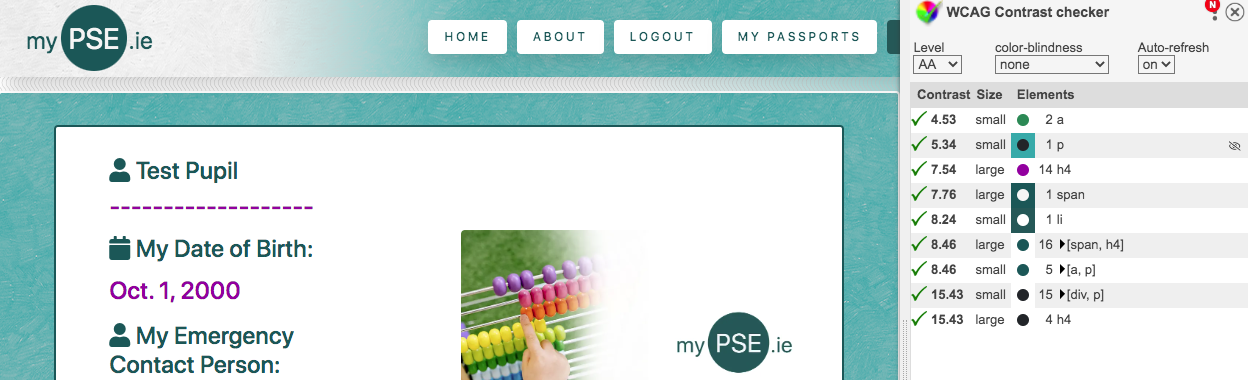 my PSE .ie
HOME ABOUT LOGOUT MY PASSPORTS
Test Pupil
-------------------
My Date of Birth:
Oct. 1, 2000
My Emergency
Contact Person:
my PSE .ie
WCAG Contrast checker
N
Level color-blindness Auto-refresh
AA none on
Contrast Size Elements
4.53 small 2 a
5.34 small 1 p
7.54 large 14 h4
7.76 large 1 span
8.24 small 1 li
8.46 large 16 [span, h4]
8.46 small 5 [a, p]
15.43 small 15 [div, p]
15.43 large 4 h4